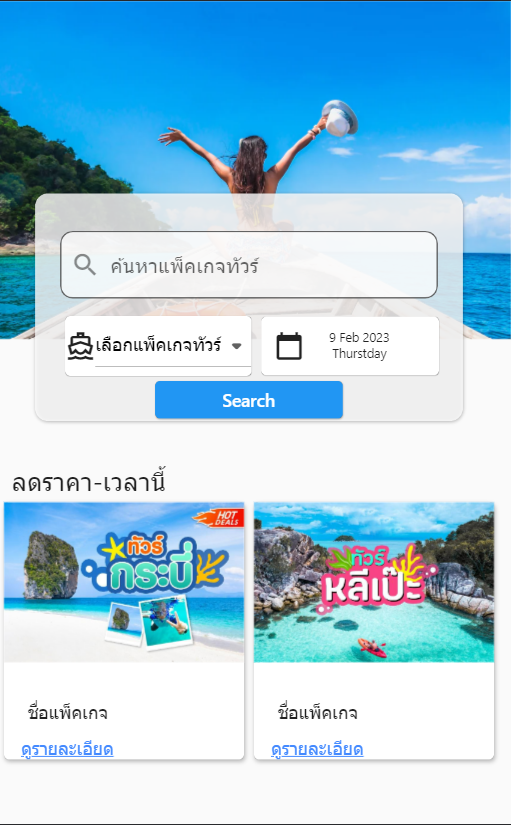 ค้นหาแพ็คเกจทัวร์
เลือกแพ็คเกจทัวร์
9 Feb 2023
Thurstday
Search
ลดราคา-เวลานี้
HOT
DEALS
ทัวร์
กระบี่
ทัวร์
หลีเป๊ะ
ชื่อแพ็คเกจ
ชื่อแพ็คเกจ
ดูรายละเอียด
ดูรายละเอียด